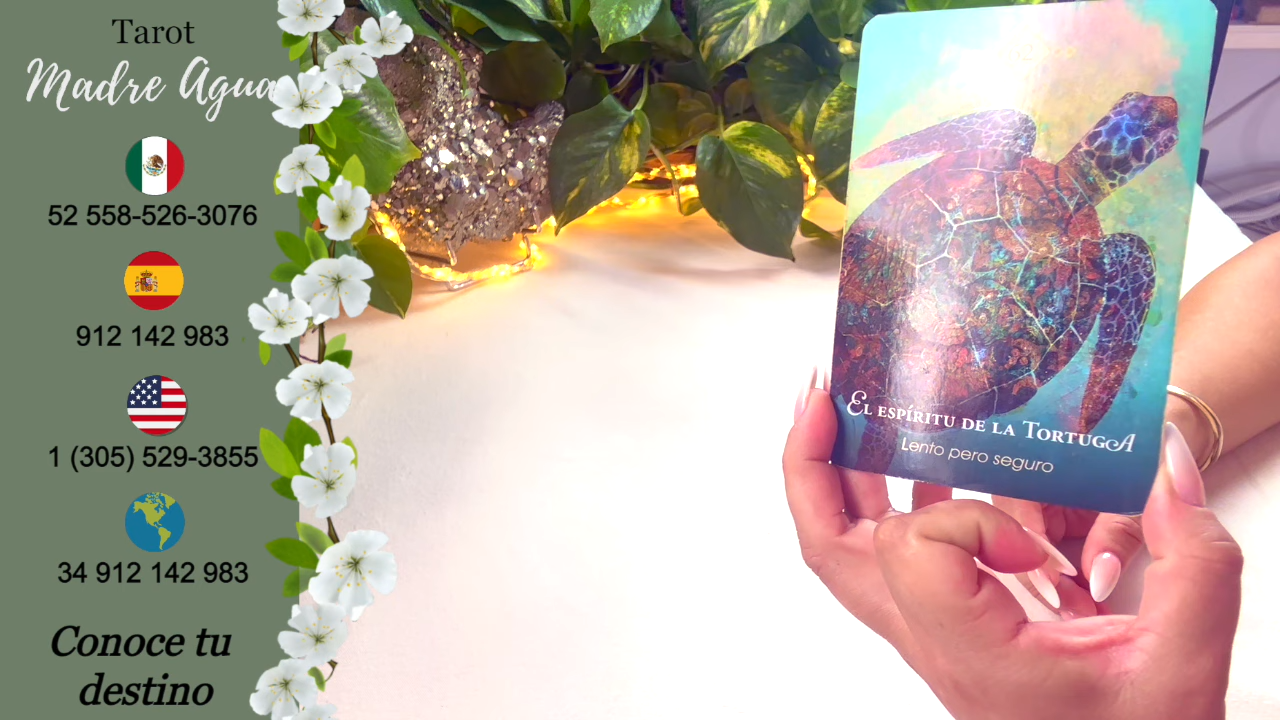 Tarot
Madre Agua
52 558-526-3076
912 142 983
1 (305) 529-3855
34 912 142 983
Conoce tu
destino
El espíritu de la Tortuga
Lento pero seguro